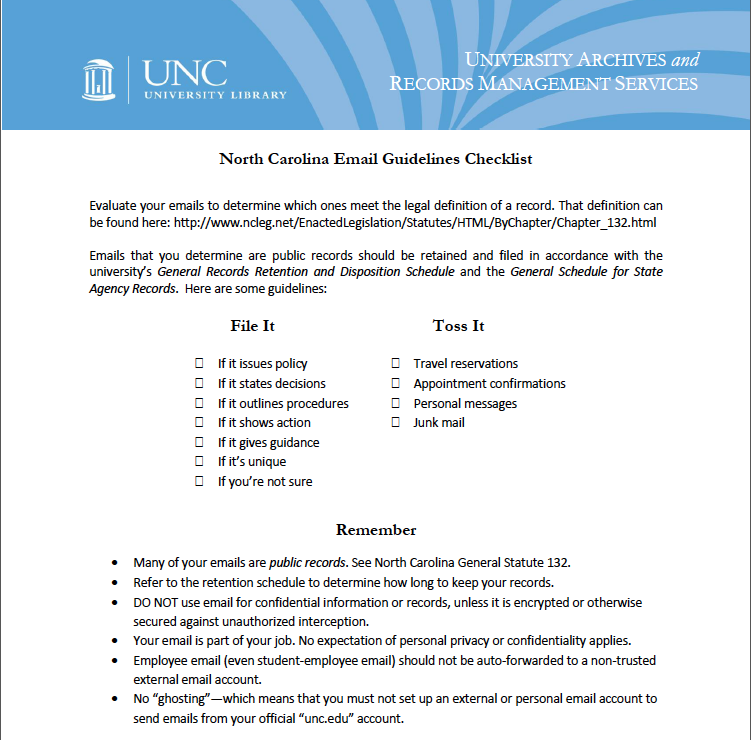 UNC
UNIVERSITY LIBRARY
UNIVERSITY ARCHIVES and
RECORDS MANAGEMENT SERVICES
North Carolina Email Guidelines Checklist
Evaluate your emails to determine which ones meet the legal definition of a record. That definition can
be found here: http://www.ncleg.net/EnactedLegislation/Statutes/HTML/ByChapter/Chapter_132.html
Emails that you determine are public records should be retained and filed in accordance with the
university's General Records Retention and Disposition Schedule and the General Schedule for State
Agency Records. Here are some guidelines:
File It
☐ If it issues policy
☐ If it states decisions
☐ If it outlines procedures
☐ If it shows action
☐ If it gives guidance
☐ If it's unique
☐ If you're not sure
Toss It
☐ Travel reservations
☐ Appointment confirmations
☐ Personal messages
☐ Junk mail
Remember
• Many of your emails are public records. See North Carolina General Statute 132.
• Refer to the retention schedule to determine how long to keep your records.
• DO NOT use email for confidential information or records, unless it is encrypted or otherwise
secured against unauthorized interception.
• Your email is part of your job. No expectation of personal privacy or confidentiality applies.
• Employee email (even student-employee email) should not be auto-forwarded to a non-trusted
external email account.
• No "ghosting"—which means that you must not set up an external or personal email account to
send emails from your official "unc.edu" account.